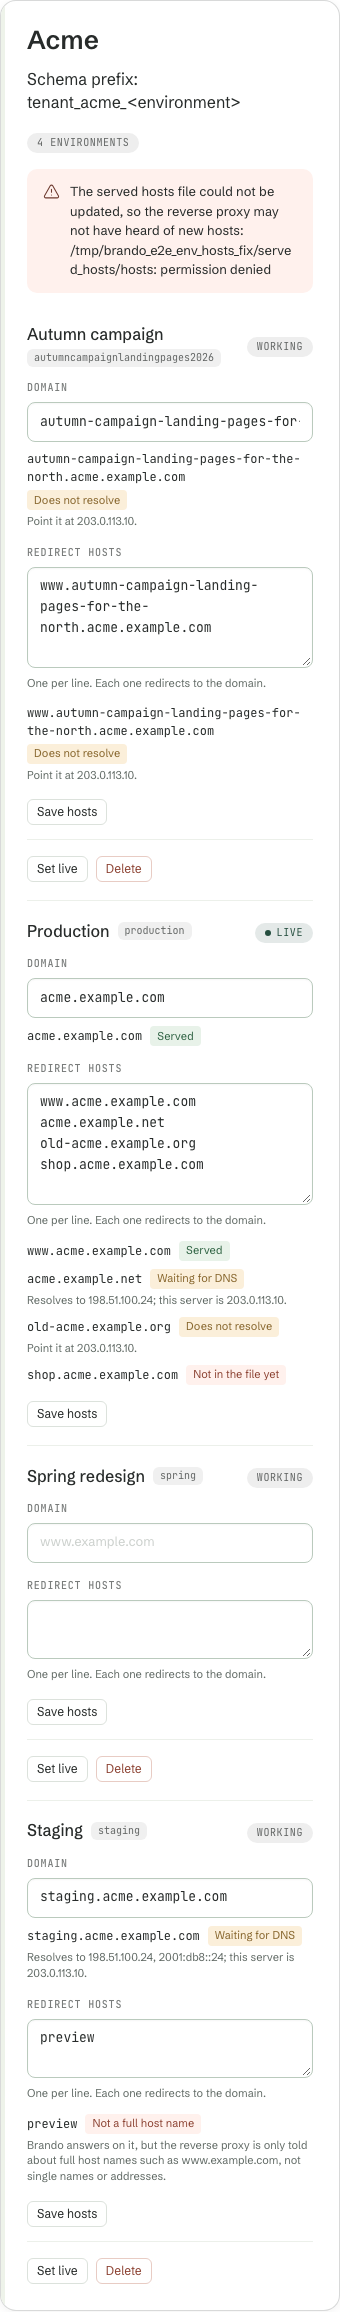 Acme
Schema prefix:
tenant_acme_<environment>
4 ENVIRONMENTS
The served hosts file could not be
updated, so the reverse proxy may
not have heard of new hosts:
/tmp/brando_e2e_env_hosts_fix/serve
d_hosts/hosts: permission denied
Autumn campaign
autumncampaignlandingpages2026
WORKING
DOMAIN
autumn-campaign-landing-pages-for-
autumn-campaign-landing-pages-for-the-
north.acme.example.com
Does not resolve
Point it at 203.0.113.10.
REDIRECT HOSTS
www.autumn-campaign-landing-
pages-for-the-
north.acme.example.com
One per line. Each one redirects to the domain.
www.autumn-campaign-landing-pages-for-
the-north.acme.example.com
Does not resolve
Point it at 203.0.113.10.
Save hosts
Set live Delete
Production production LIVE
DOMAIN
acme.example.com
acme.example.com Served
REDIRECT HOSTS
www.acme.example.com
acme.example.net
old-acme.example.org
shop.acme.example.com
One per line. Each one redirects to the domain.
www.acme.example.com Served
acme.example.net Waiting for DNS
Resolves to 198.51.100.24; this server is 203.0.113.10.
old-acme.example.org Does not resolve
Point it at 203.0.113.10.
shop.acme.example.com Not in the file yet
Save hosts
Spring redesign spring WORKING
DOMAIN
www.example.com
REDIRECT HOSTS
One per line. Each one redirects to the domain.
Save hosts
Set live Delete
Staging staging WORKING
DOMAIN
staging.acme.example.com
staging.acme.example.com Waiting for DNS
Resolves to 198.51.100.24, 2001:db8::24; this server is
203.0.113.10.
REDIRECT HOSTS
preview
One per line. Each one redirects to the domain.
preview Not a full host name
Brando answers on it, but the reverse proxy is only told
about full host names such as www.example.com, not
single names or addresses.
Save hosts
Set live Delete